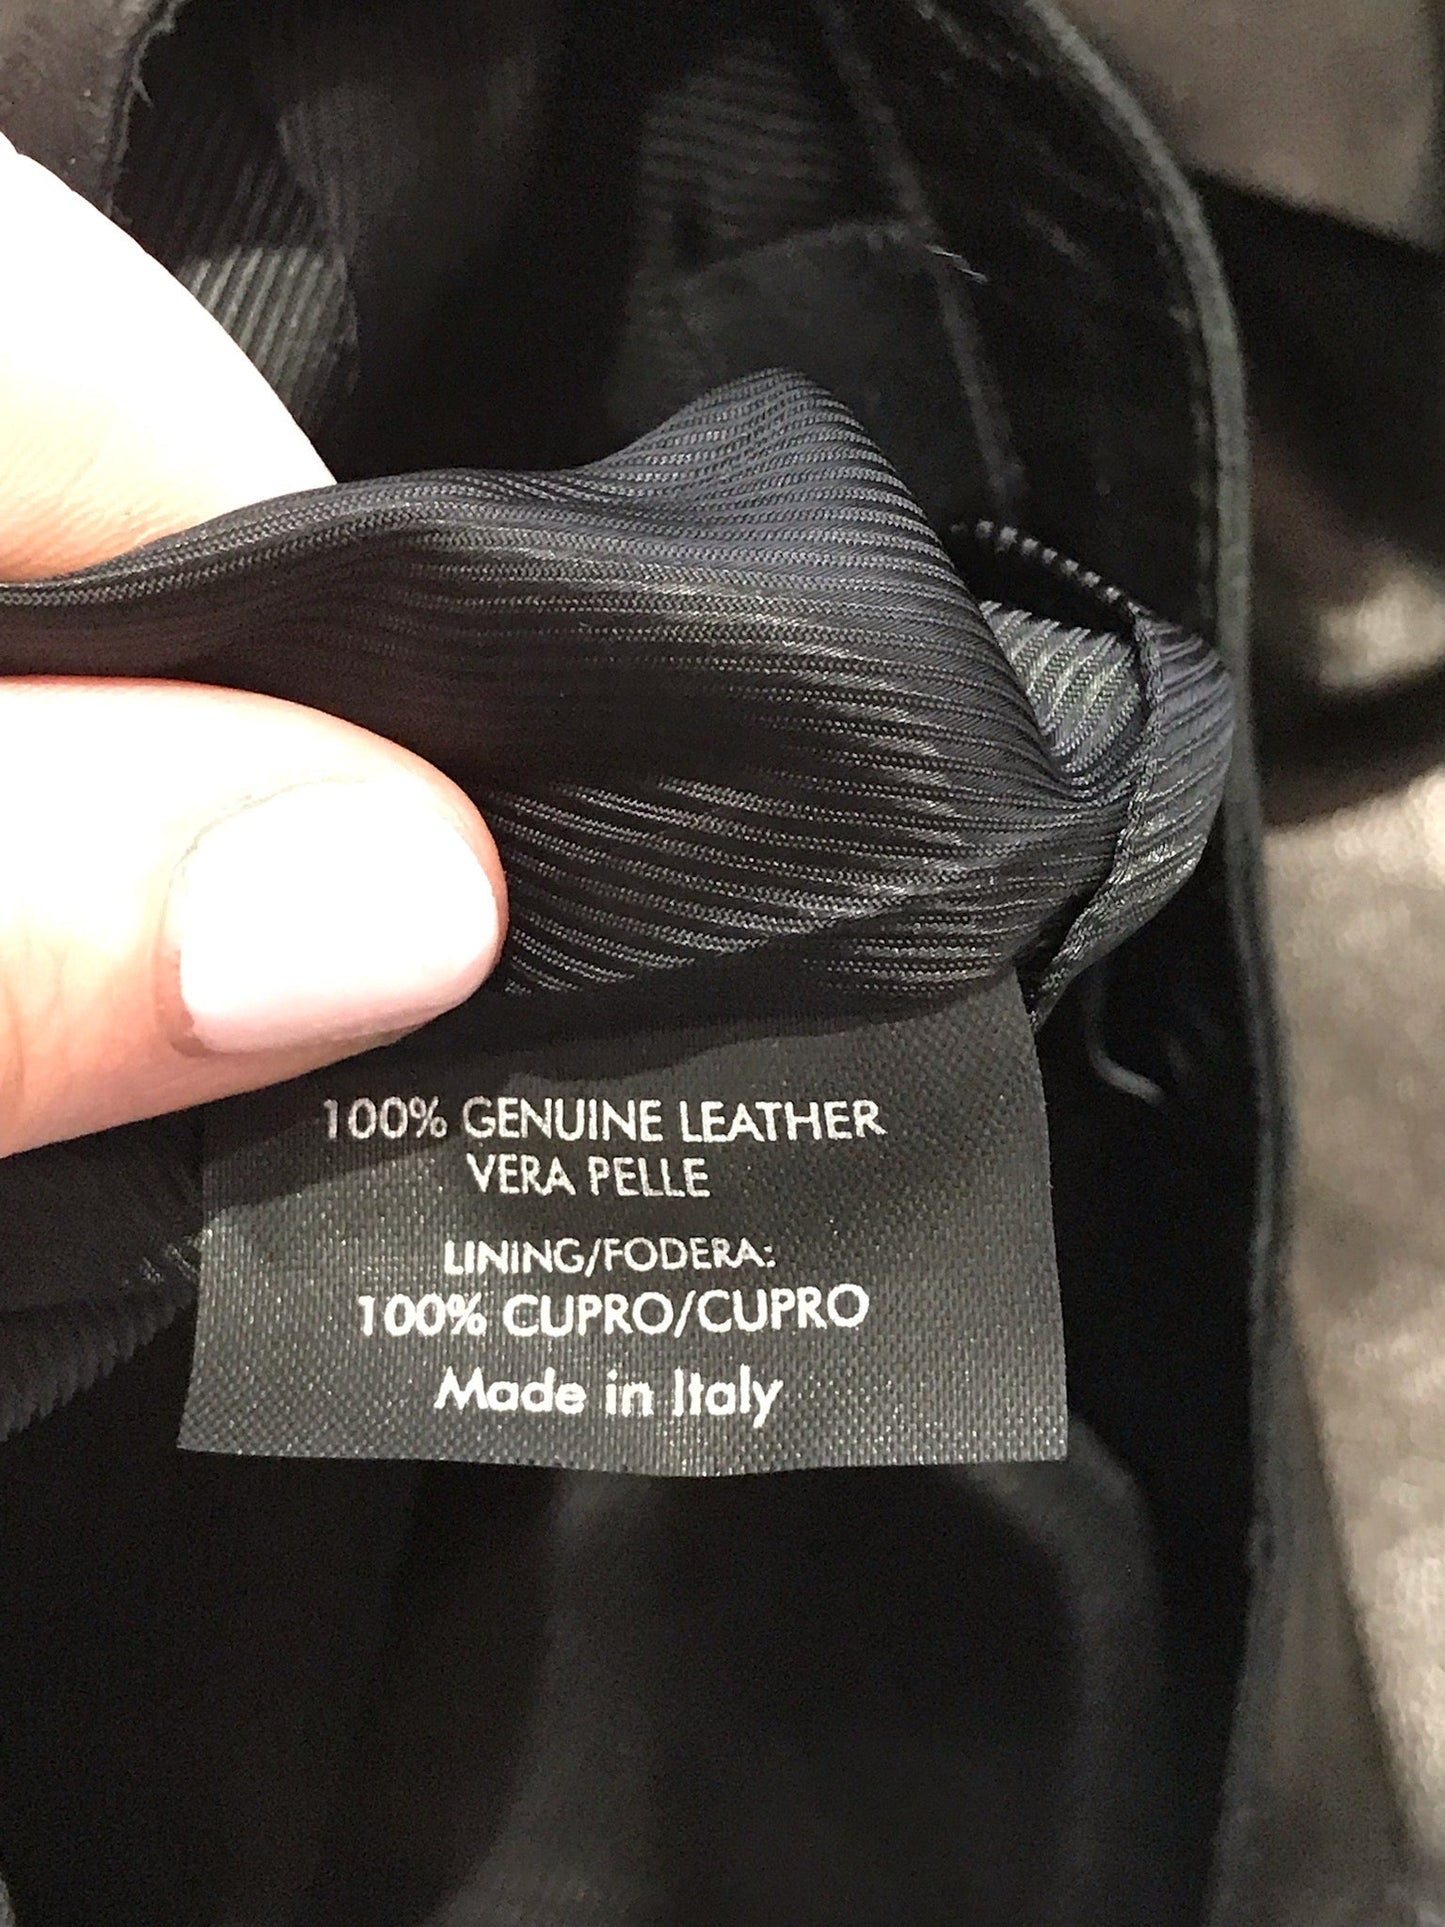 100% GENUINE LEATHER
VERA PELLE
LINING/FODERA:
100% CUPRO/CUPRO
Made in Italy